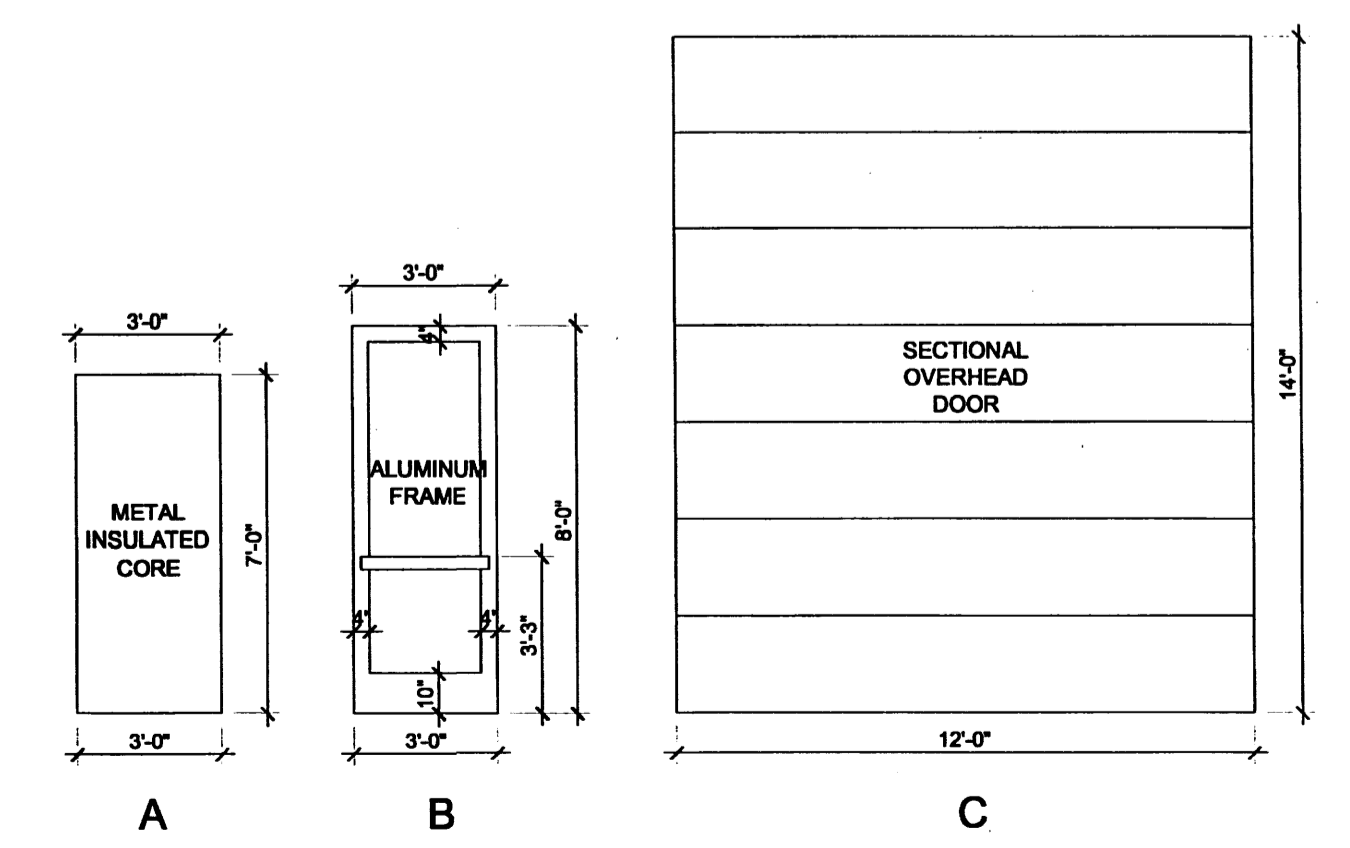 3'-0"
METAL
INSULATED
CORE
7'-0"
3'-0"
A
3'-0"
4"
ALUMINUM
FRAME
8'-0"
4"
4"
3'-3"
10"
3'-0"
B
SECTIONAL
OVERHEAD
DOOR
14'-0"
12'-0"
C